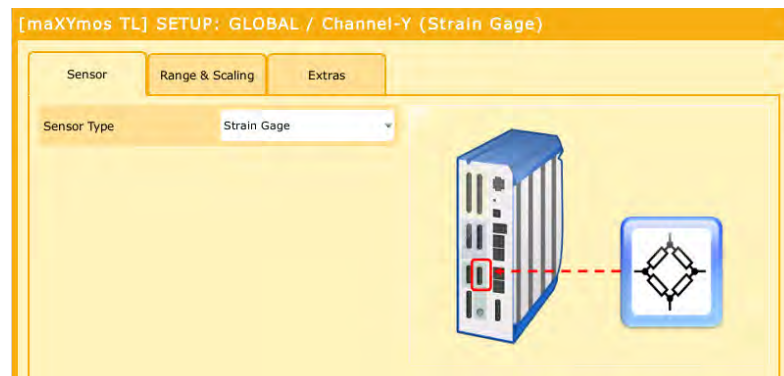 [maXYmos TL] SETUP: GLOBAL / Channel-Y (Strain Gage)
Sensor Range & Scaling Extras
Sensor Type Strain Gage